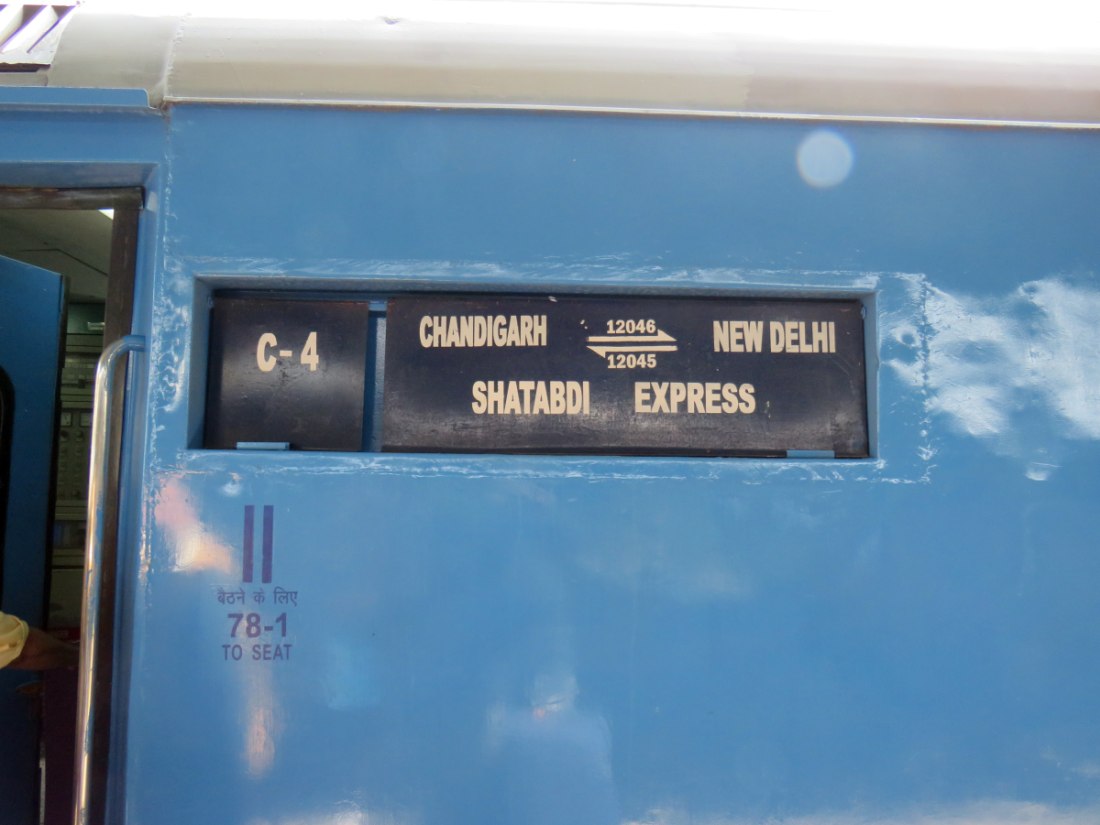 C-4
CHANDIGARH 12046 NEW DELHI
12045
SHATABDI EXPRESS
II
बैठने के लिए
78-1
TO SEAT